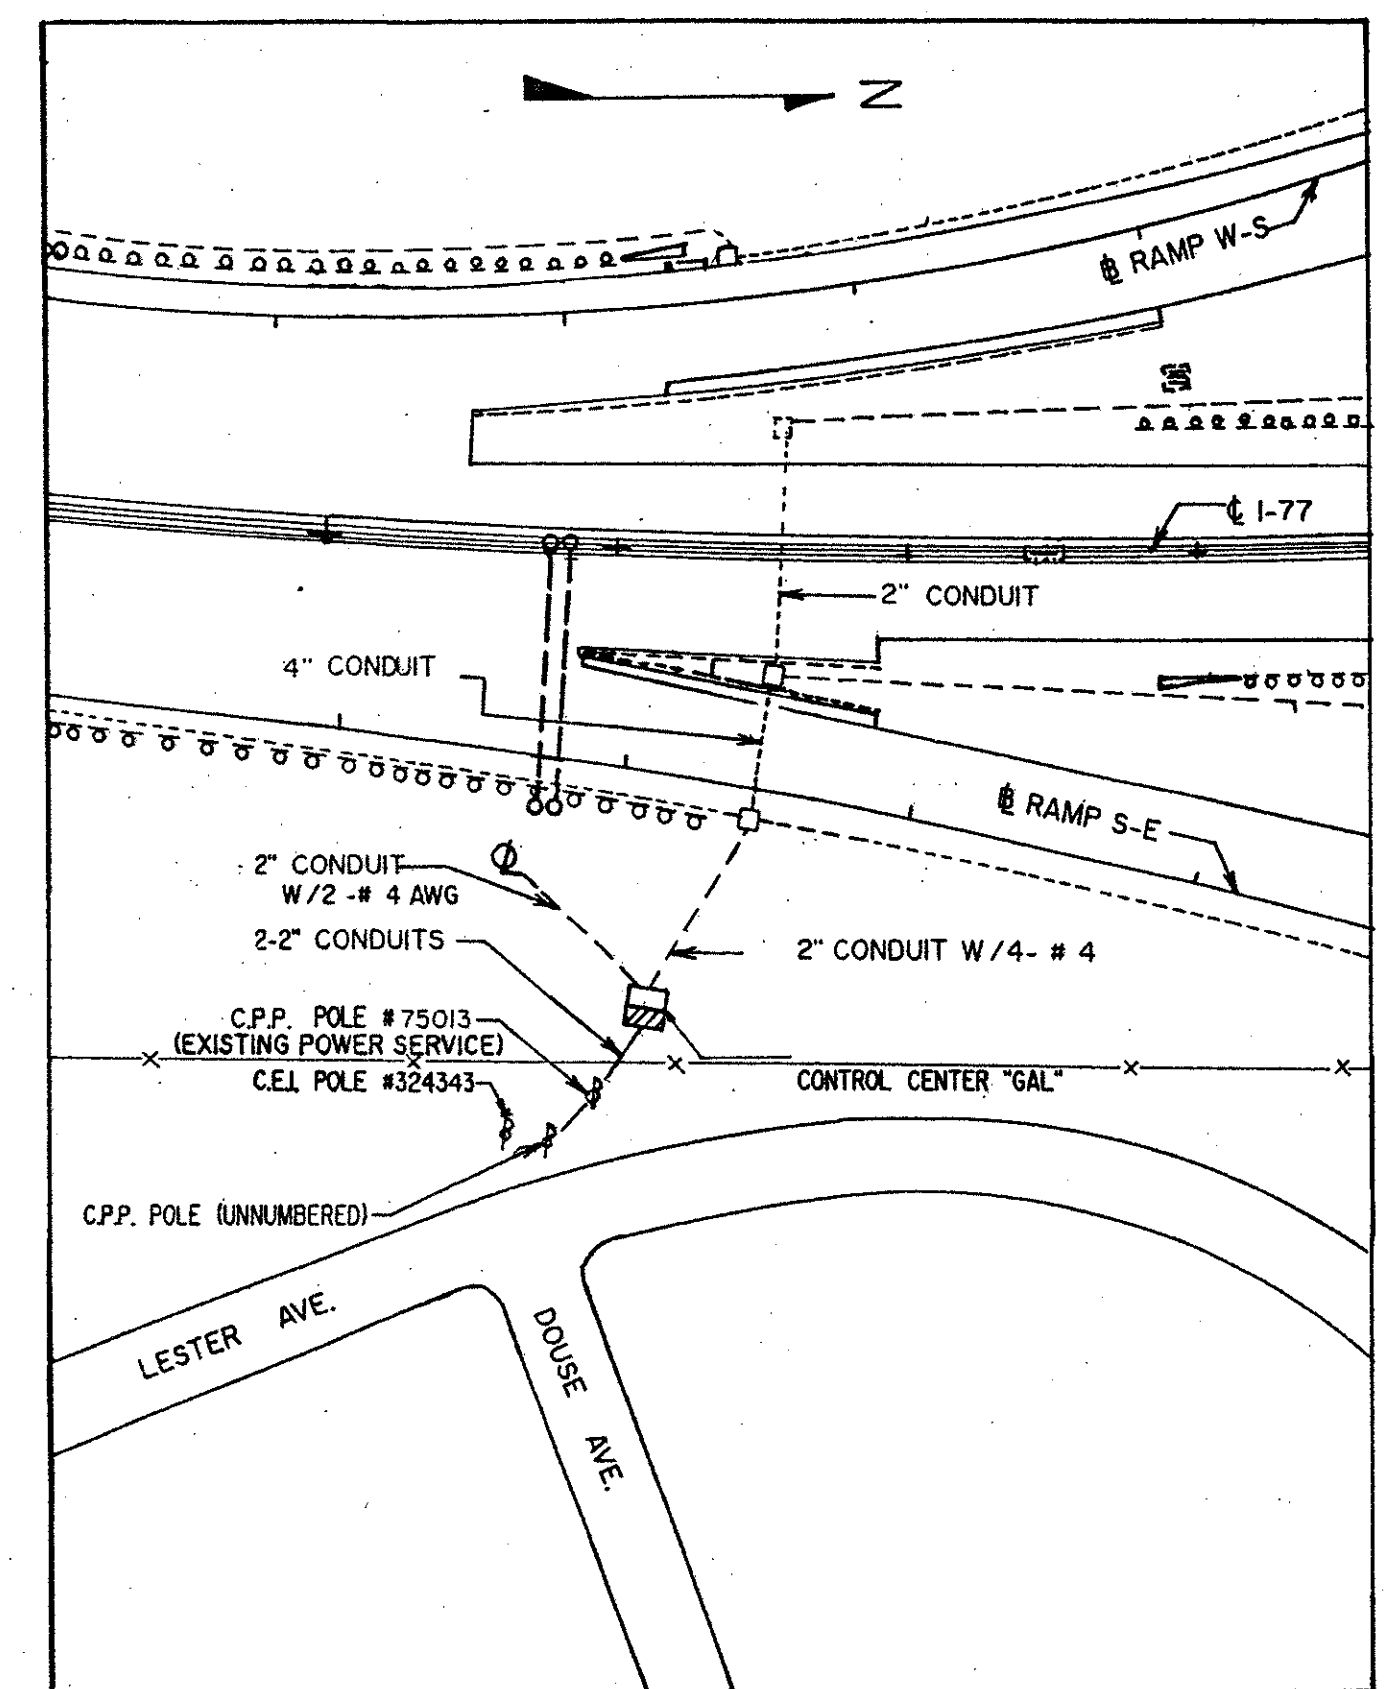 N
℄ RAMP W-S
℄ I-77
2" CONDUIT
4" CONDUIT
℄ RAMP S-E
2" CONDUIT
W/2 -# 4 AWG
2-2" CONDUITS
2" CONDUIT W/4- # 4
C.P.P. POLE #75013
(EXISTING POWER SERVICE)
C.E.I. POLE #324343
CONTROL CENTER "GAL"
C.P.P. POLE (UNNUMBERED)
LESTER AVE.
DOUSE AVE.